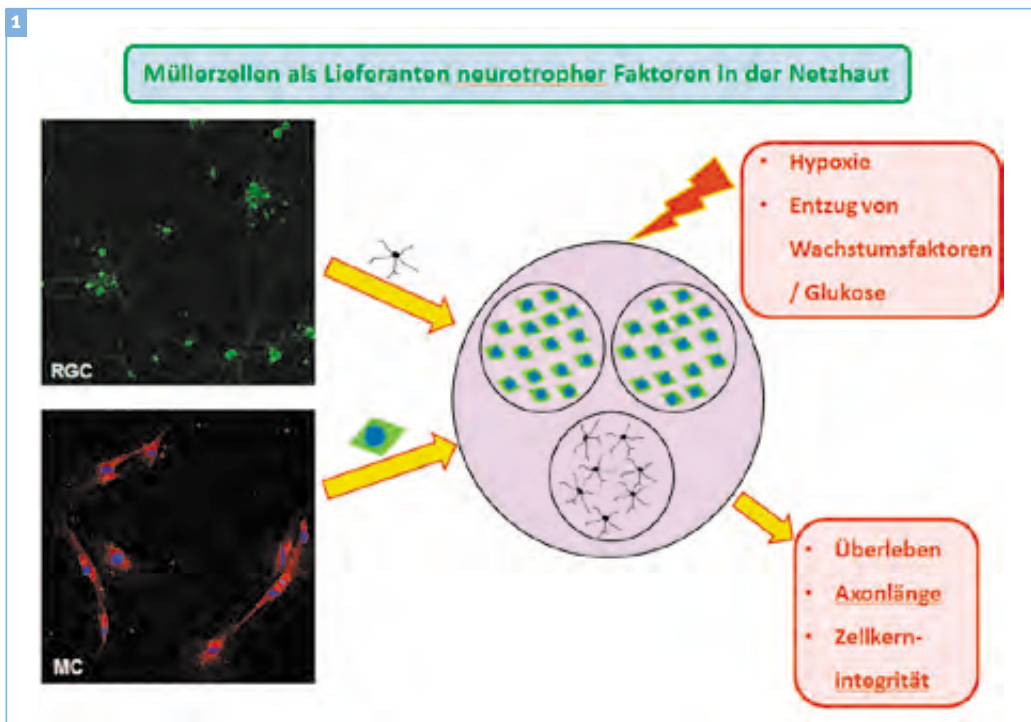 1
Müllerzellen als Lieferanten neurotropher Faktoren in der Netzhaut
RGC
• Hypoxie
• Entzug von
Wachstumsfaktoren
/ Glukose
MC
• Überleben
• Axonlänge
• Zellkern-
integrität